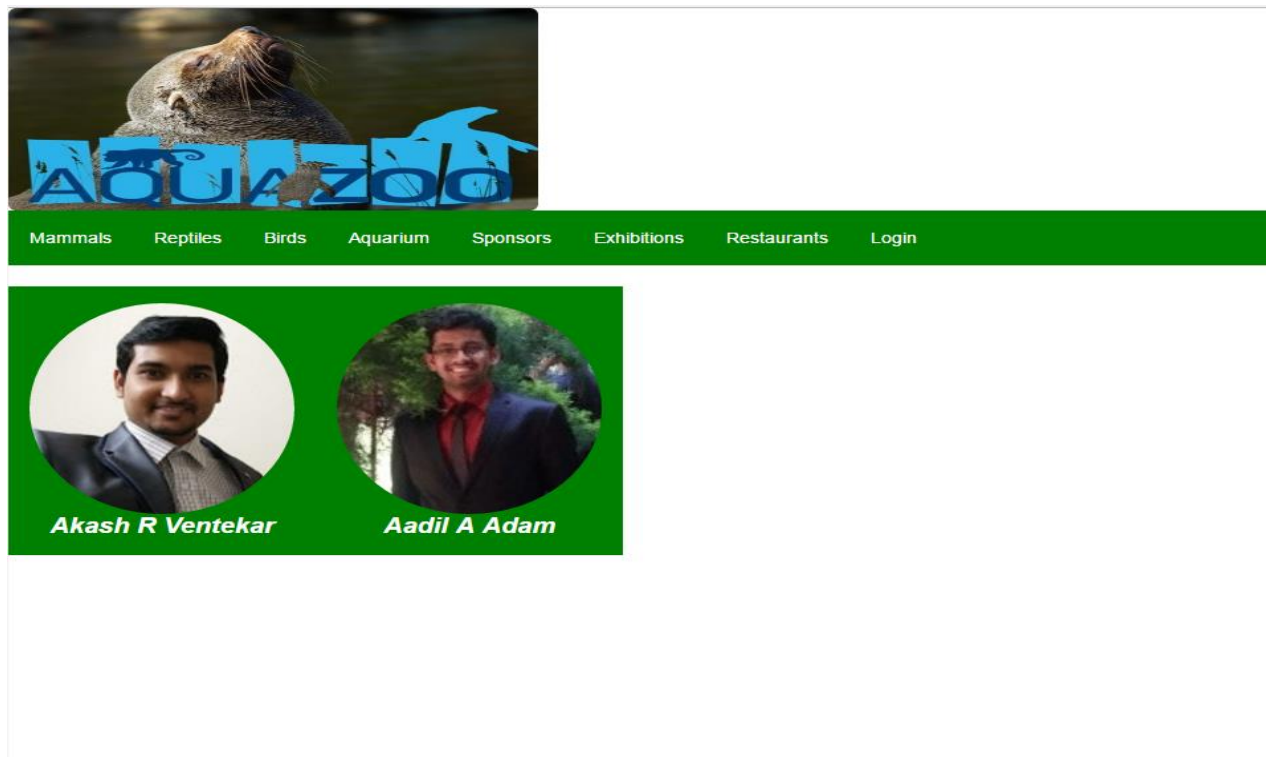 AQUAZOO
Mammals Reptiles Birds Aquarium Sponsors Exhibitions Restaurants Login
Akash R Ventekar Aadil A Adam